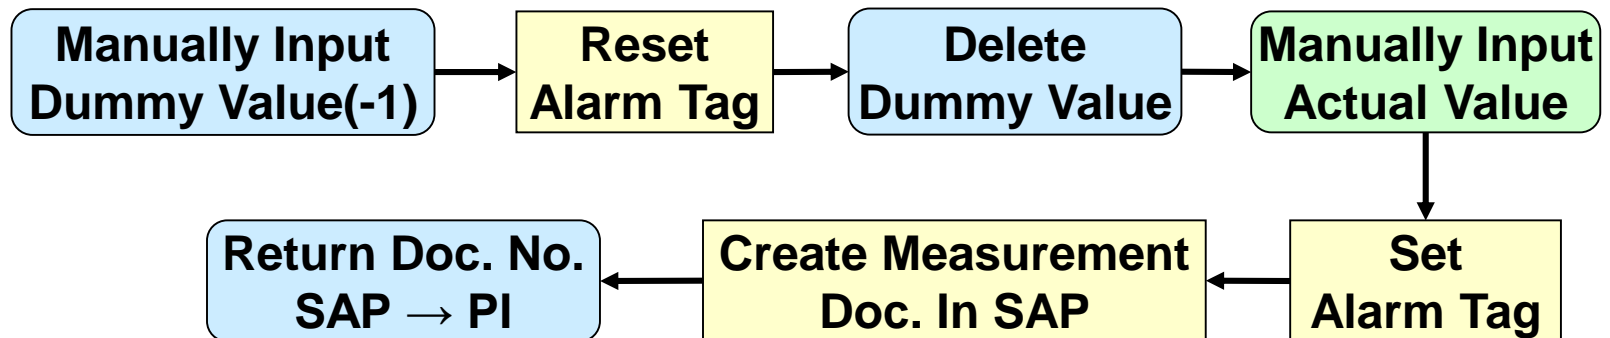 Manually Input
Dummy Value(-1)
Reset
Alarm Tag
Delete
Dummy Value
Manually Input
Actual Value
Set
Alarm Tag
Create Measurement
Doc. In SAP
Return Doc. No.
SAP → PI